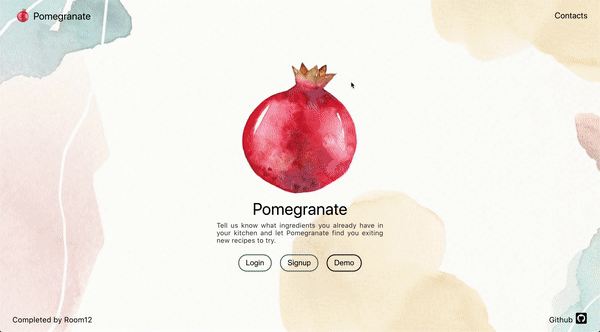 Pomegranate
Contacts
Pomegranate
Tell us know what ingredients you already have in
your kitchen and let Pomegranate find you exiting
new recipes to try.
Login Signup Demo
Completed by Room12
Github